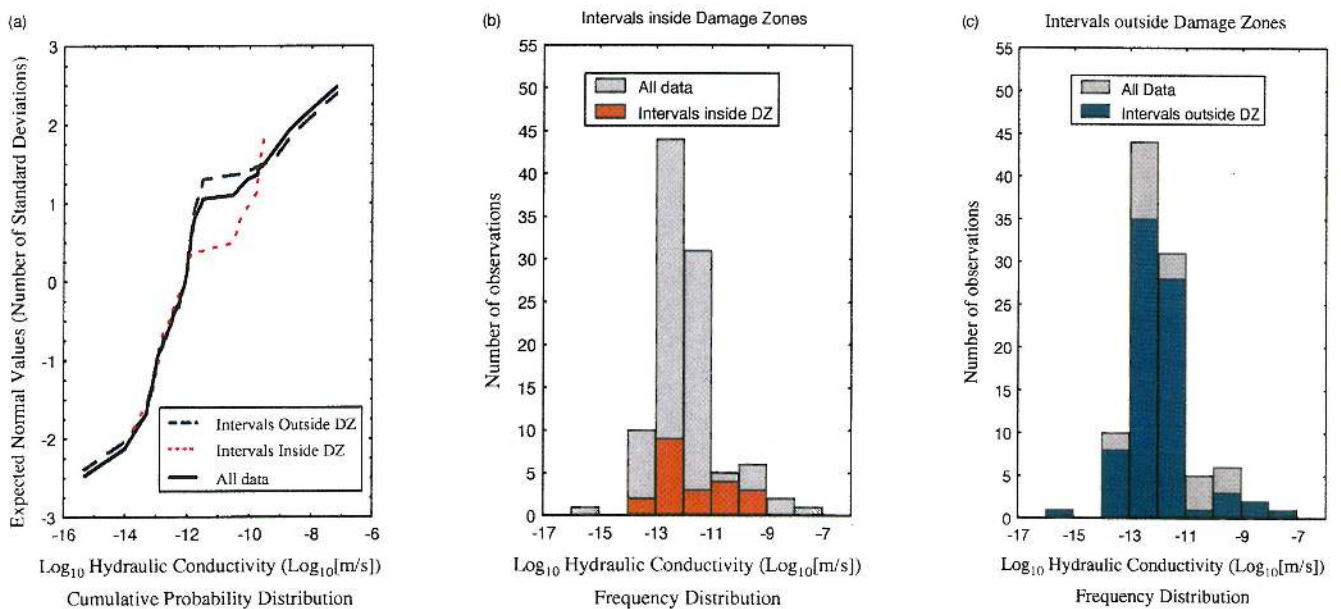 (a)
Expected Normal Values (Number of Standard Deviations)
3
2
1
0
-1
-2
-3
Intervals Outside DZ
Intervals Inside DZ
All data
-16
-14
-12
-10
-8
-6
Log10 Hydraulic Conductivity (Log10[m/s])
Cumulative Probability Distribution
(b)
Intervals inside Damage Zones
Number of observations
55
50
45
40
35
30
25
20
15
10
5
0
All data
Intervals inside DZ
-17
-15
-13
-11
-9
-7
Log10 Hydraulic Conductivity (Log10[m/s])
Frequency Distribution
(c)
Intervals outside Damage Zones
Number of observations
55
50
45
40
35
30
25
20
15
10
5
0
All Data
Intervals outside DZ
-17
-15
-13
-11
-9
-7
Log10 Hydraulic Conductivity (Log10[m/s])
Frequency Distribution